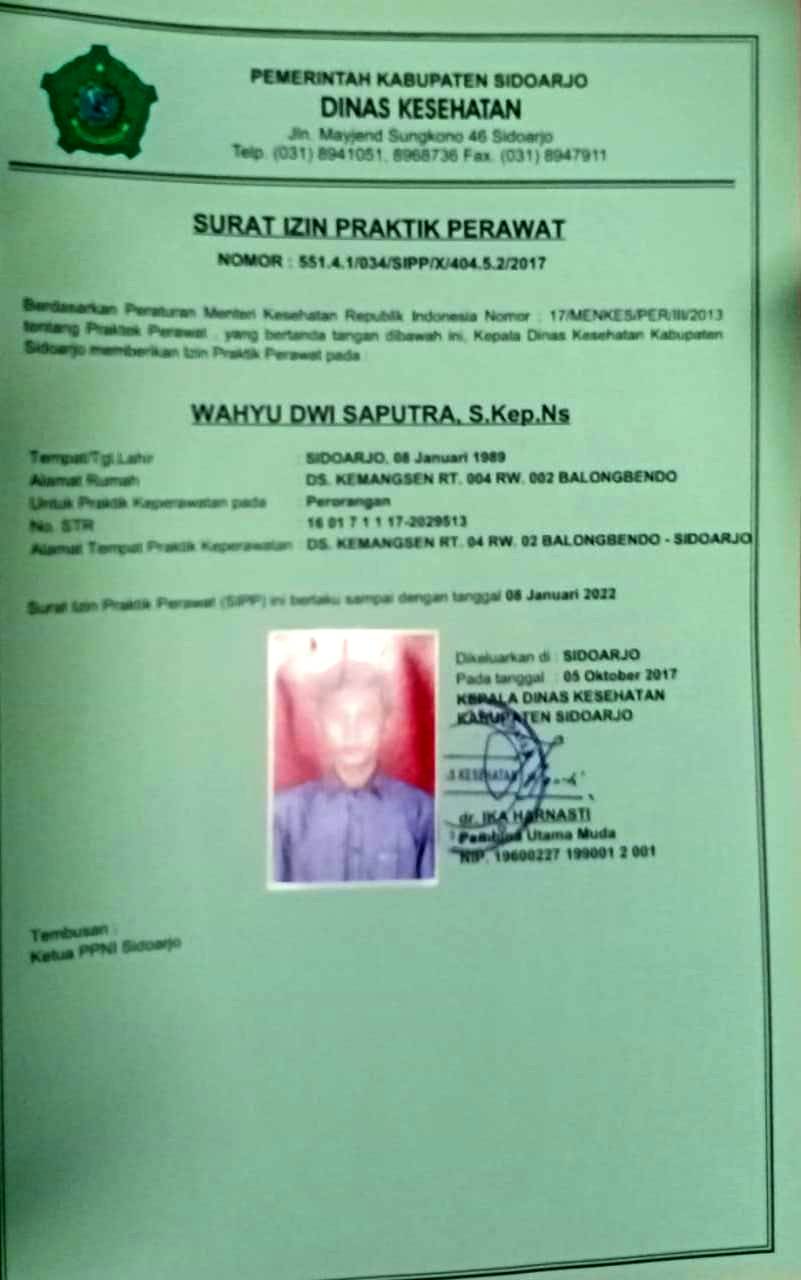 PEMERINTAH KABUPATEN SIDOARJO
DINAS KESEHATAN
Jln. Mayjend Sungkono 46 Sidoarjo
Telp. (031) 8941051, 8968736 Fax. (031) 8947911
SURAT IZIN PRAKTIK PERAWAT
NOMOR : 551.4.1/034/SIPP/X/404.5.2/2017
Berdasarkan Peraturan Menteri Kesehatan Republik Indonesia Nomor : 17/MENKES/PER/III/2013
tentang Praktek Perawat , yang bertanda tangan dibawah ini, Kepala Dinas Kesehatan Kabupaten
Sidoarjo memberikan Izin Praktik Perawat pada :
WAHYU DWI SAPUTRA, S.Kep.Ns
Tempat/Tgl.Lahir : SIDOARJO, 08 Januari 1989
Alamat Rumah : DS. KEMANGSEN RT. 004 RW. 002 BALONGBENDO
Untuk Praktik Keperawatan pada : Perorangan
No. STR : 16 01 7 1 1 17-2029513
Alamat Tempat Praktik Keperawatan : DS. KEMANGSEN RT. 04 RW. 02 BALONGBENDO - SIDOARJO
Surat Izin Praktik Perawat (SIPP) ini berlaku sampai dengan tanggal 08 Januari 2022
Dikeluarkan di : SIDOARJO
Pada tanggal : 05 Oktober 2017
KEPALA DINAS KESEHATAN
KABUPATEN SIDOARJO
KESEHATAN
dr. IKA HARNASTI
Pembina Utama Muda
NIP. 19600227 199001 2 001
Tembusan :
Ketua PPNI Sidoarjo